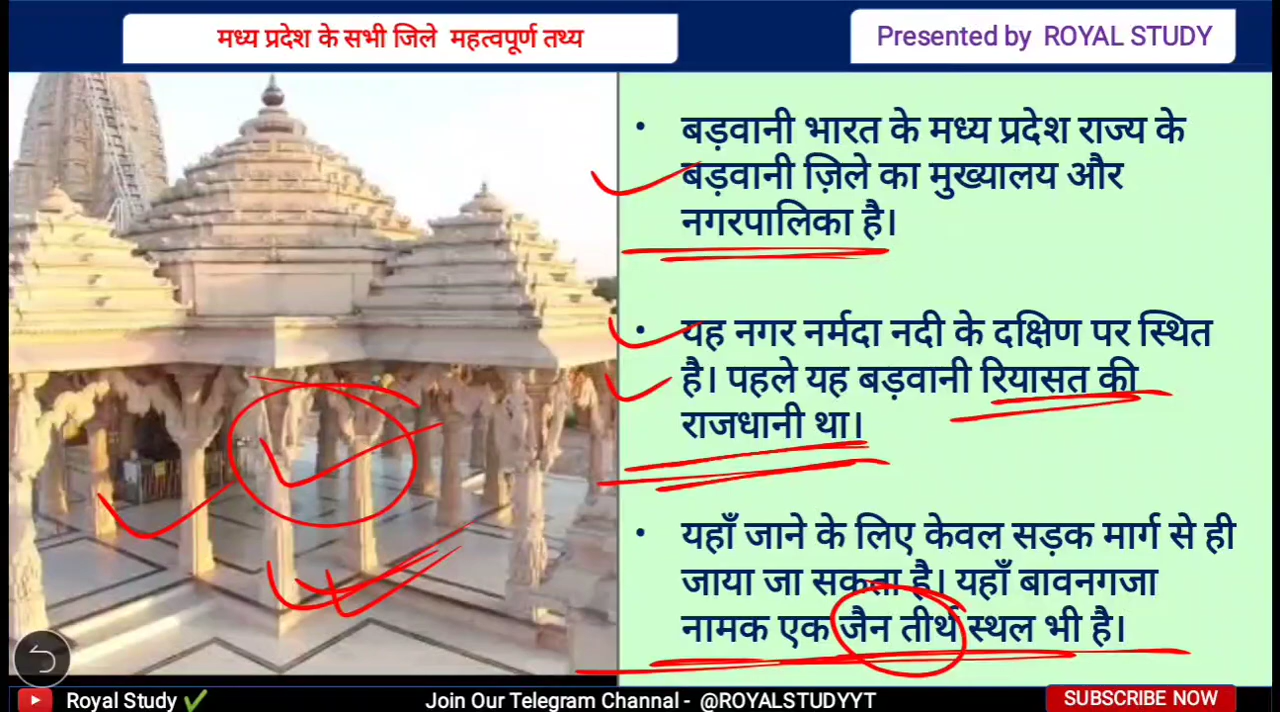 मध्य प्रदेश के सभी जिले महत्वपूर्ण तथ्य
Presented by ROYAL STUDY
• बड़वानी भारत के मध्य प्रदेश राज्य के
बड़वानी ज़िले का मुख्यालय और
नगरपालिका है।
• यह नगर नर्मदा नदी के दक्षिण पर स्थित
है। पहले यह बड़वानी रियासत की
राजधानी था।
• यहाँ जाने के लिए केवल सड़क मार्ग से ही
जाया जा सकता है। यहाँ बावनगजा
नामक एक जैन तीर्थ स्थल भी है।
Royal Study
Join Our Telegram Channal - @ROYALSTUDYYT
SUBSCRIBE NOW